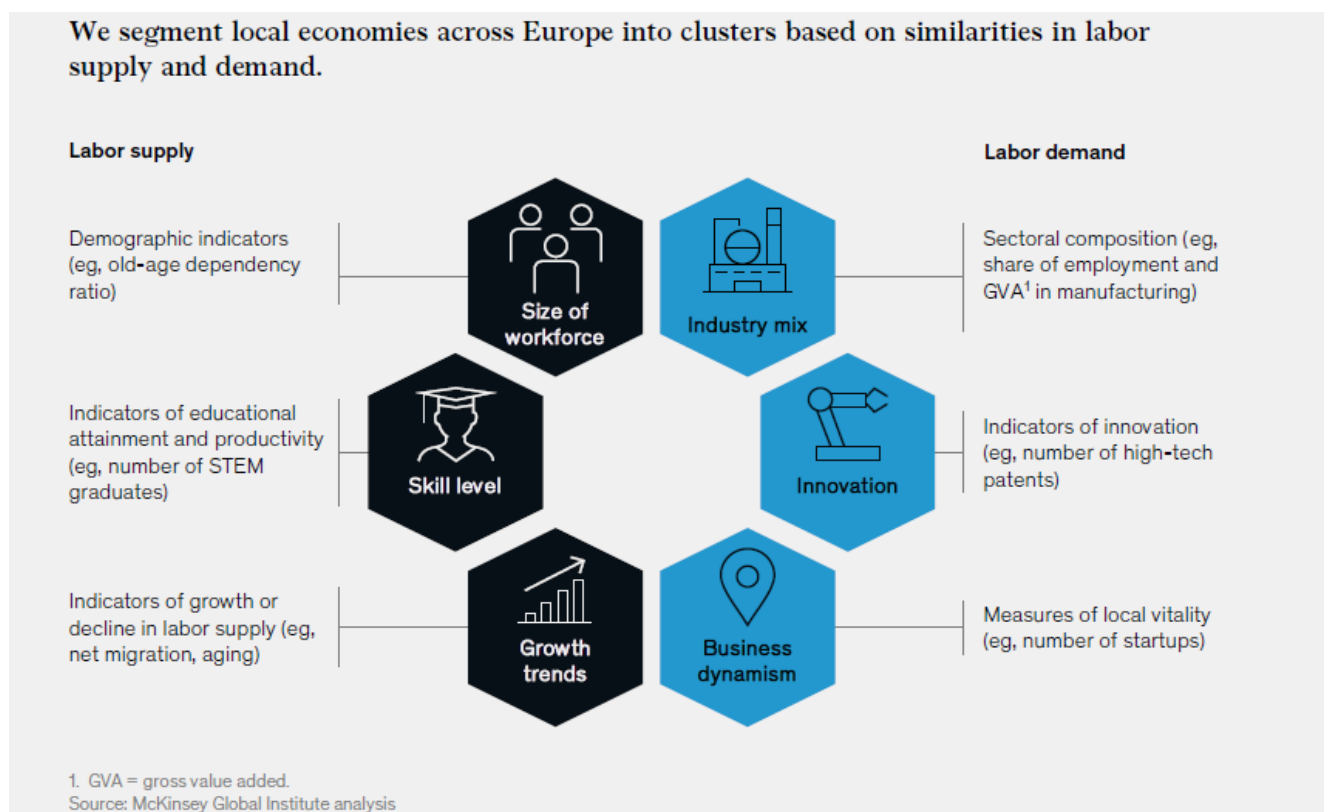 We segment local economies across Europe into clusters based on similarities in labor
supply and demand.
Labor supply
Labor demand
Demographic indicators
(eg, old-age dependency
ratio)
Size of
workforce
Industry mix
Sectoral composition (eg,
share of employment and
GVA¹ in manufacturing)
Indicators of educational
attainment and productivity
(eg, number of STEM
graduates)
Skill level
Innovation
Indicators of innovation
(eg, number of high-tech
patents)
Indicators of growth or
decline in labor supply (eg,
net migration, aging)
Growth
trends
Business
dynamism
Measures of local vitality
(eg, number of startups)
1. GVA = gross value added.
Source: McKinsey Global Institute analysis